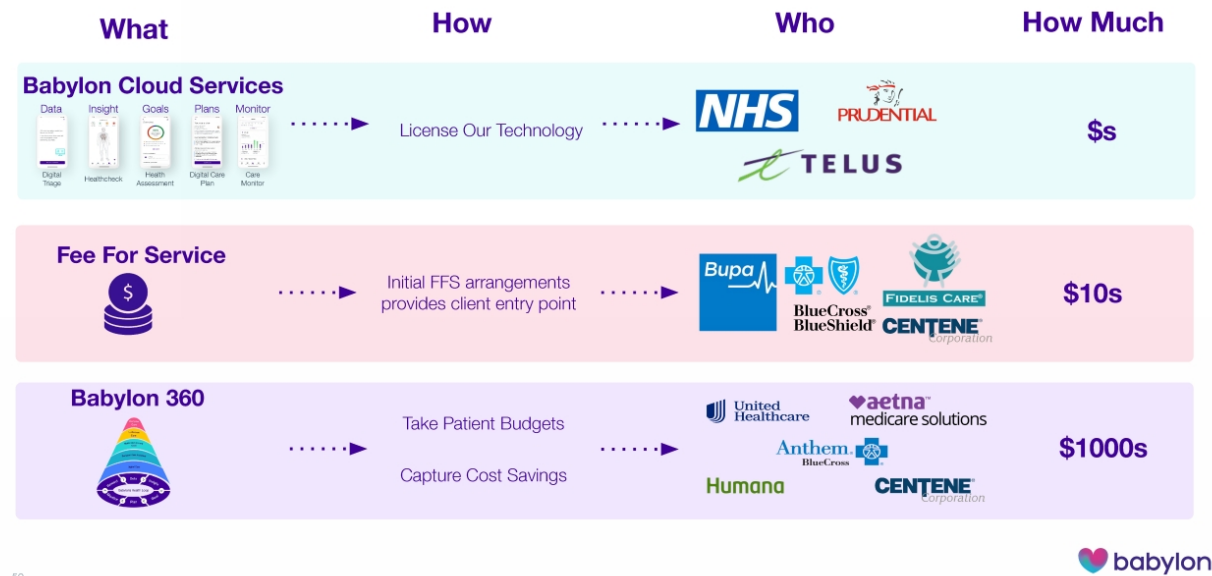 What
How
Who
How Much
Babylon Cloud Services
Data
Insight
Goals
Plans
Monitor
Digital
Triage
Healthcheck
Health
Assessment
Digital Care
Plan
Care
Monitor
License Our Technology
NHS
PRUDENTIAL
TELUS
$s
Fee For Service
$
Initial FFS arrangements
provides client entry point
Bupa
BlueCross®
BlueShield®
FIDELIS CARE®
CENTENE®
Corporation
$10s
Babylon 360
Take Patient Budgets
Capture Cost Savings
United
Healthcare
aetna™
medicare solutions
Anthem.
BlueCross
Humana
CENTENE®
Corporation
$1000s
babylon